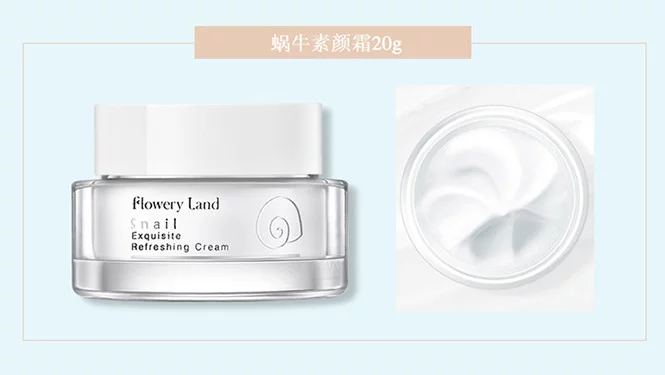 蜗牛素颜霜20g
Flowery Land
Snail
Exquisite
Refreshing Cream